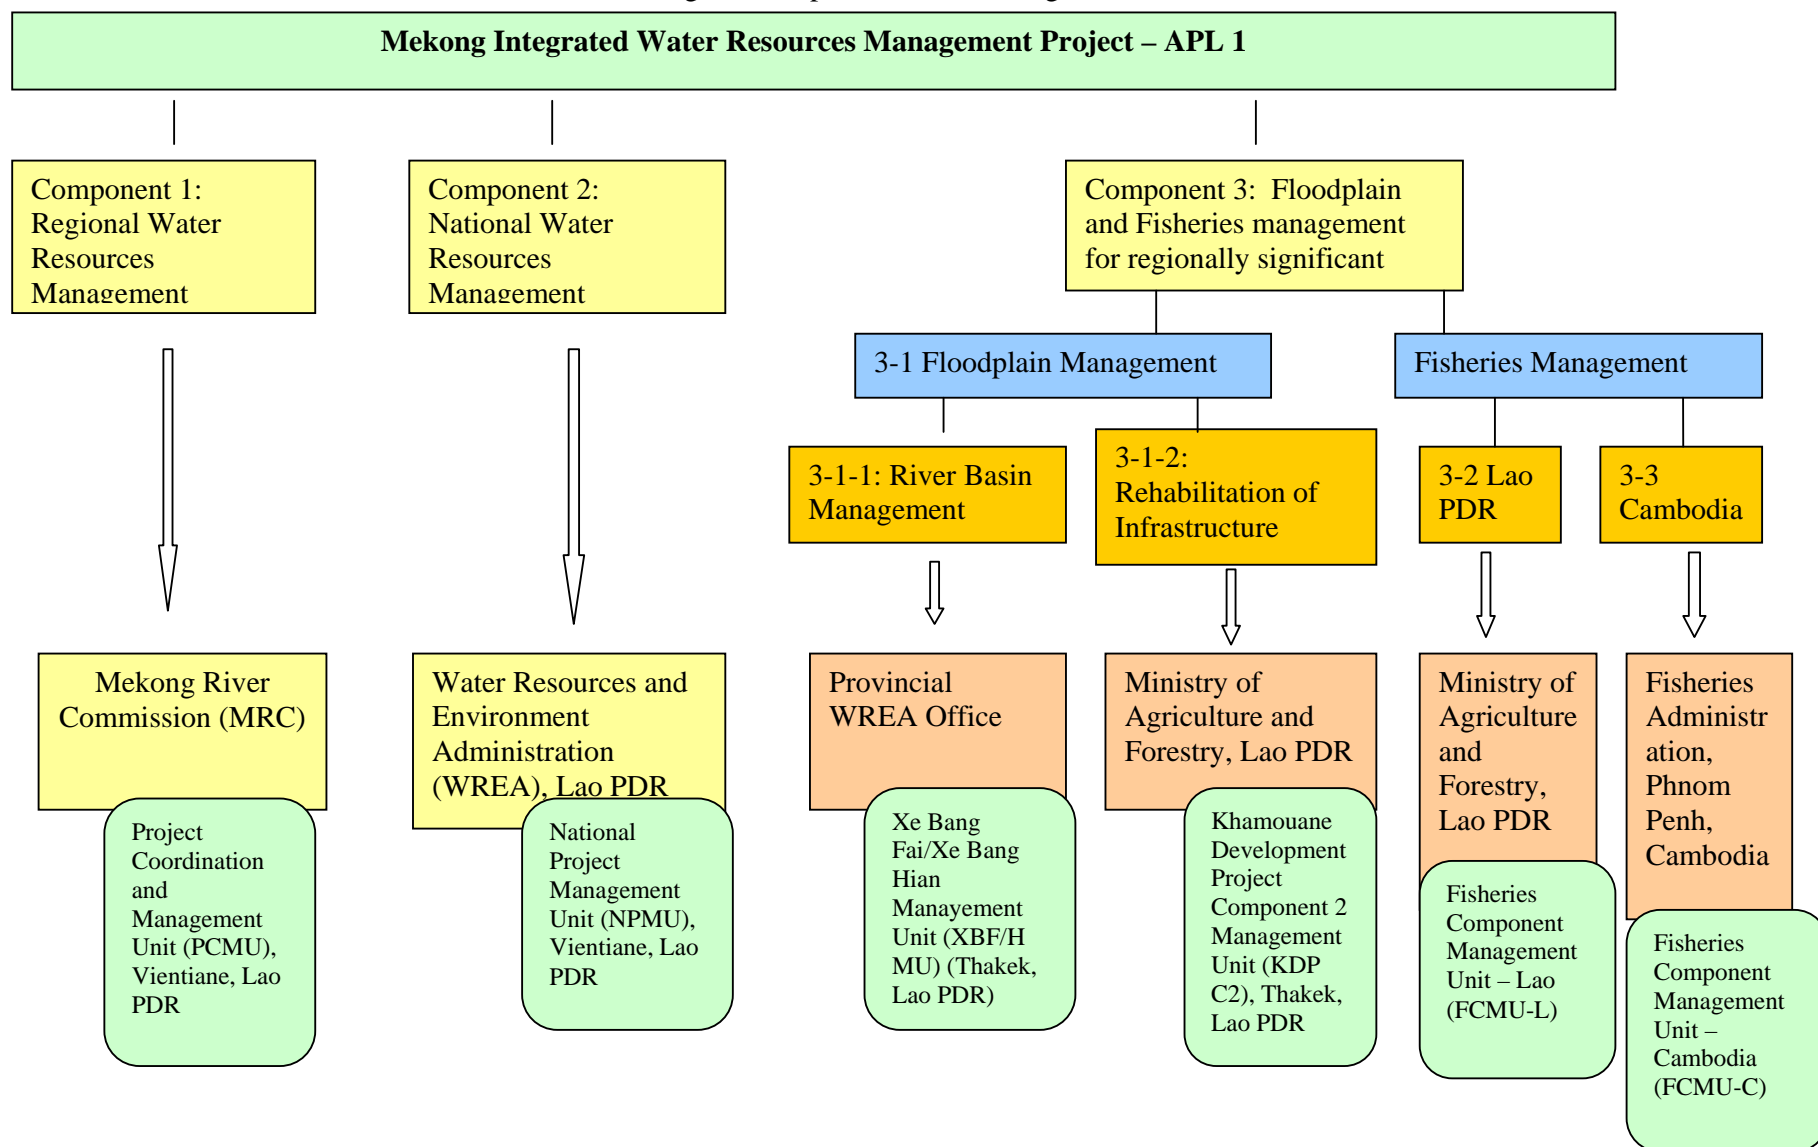 Mekong Integrated Water Resources Management Project – APL 1
Component 1:
Regional Water
Resources
Management
Component 2:
National Water
Resources
Management
Component 3:  Floodplain
and Fisheries management
for regionally significant
3-1 Floodplain Management
Fisheries Management
3-1-1: River Basin
Management
3-1-2:
Rehabilitation of
Infrastructure
3-2 Lao
PDR
3-3
Cambodia
Mekong River
Commission (MRC)
Water Resources and
Environment
Administration
(WREA), Lao PDR
Provincial
WREA Office
Ministry of
Agriculture and
Forestry, Lao PDR
Ministry of
Agriculture
and
Forestry,
Lao PDR
Fisheries
Administr
ation,
Phnom
Penh,
Cambodia
Project
Coordination
and
Management
Unit (PCMU),
Vientiane, Lao
PDR
National
Project
Management
Unit (NPMU),
Vientiane, Lao
PDR
Xe Bang
Fai/Xe Bang
Hian
Manayement
Unit (XBF/H
MU) (Thakek,
Lao PDR)
Khamouane
Development
Project
Component 2
Management
Unit (KDP
C2), Thakek,
Lao PDR
Fisheries
Component
Management
Unit – Lao
(FCMU-L)
Fisheries
Component
Management
Unit –
Cambodia
(FCMU-C)